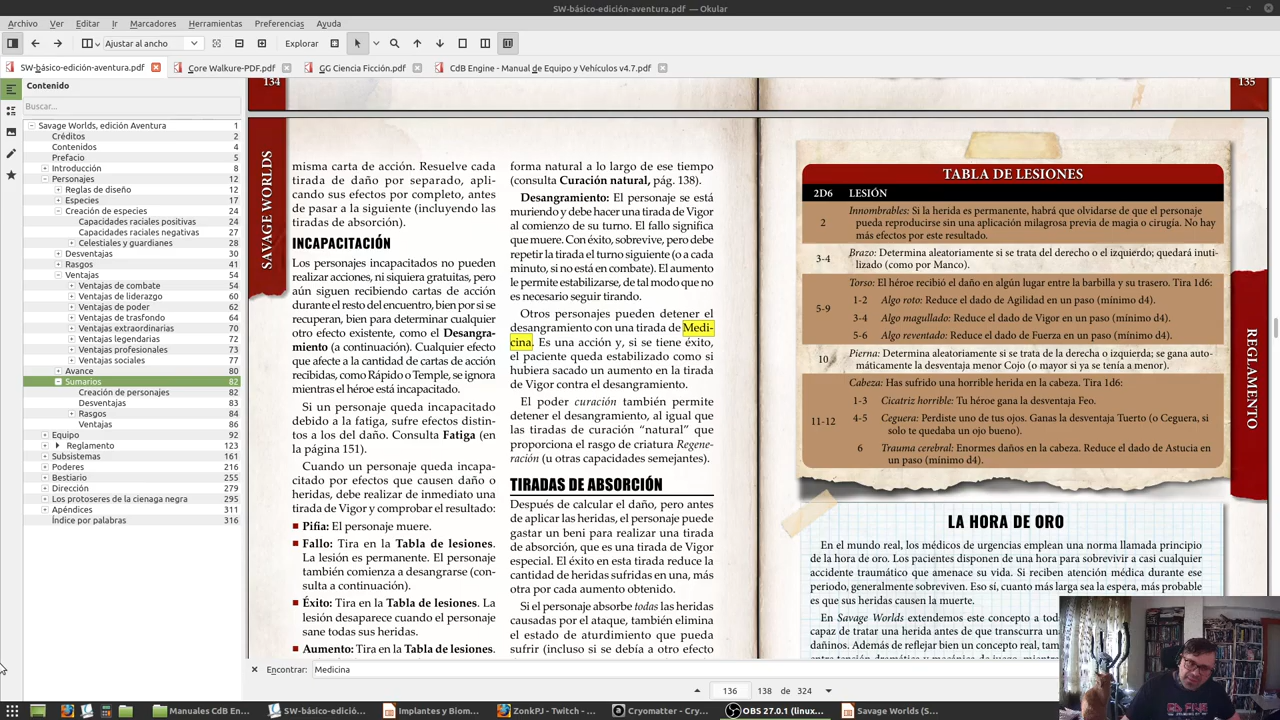 SW-básico-edición-aventura.pdf — Okular
Archivo Ver Editar Ir Marcadores Herramientas Preferencias Ayuda
Ajustar al ancho Explorar
SW-básico-edición-aventura.pdf Core Walkure-PDF.pdf GG Ciencia Ficción.pdf CdB Engine - Manual de Equipo y Vehículos v4.7.pdf
Contenido
Buscar...
Savage Worlds, edición Aventura 1
Créditos 2
Contenidos 4
Prefacio 5
Introducción 8
Personajes 12
Reglas de diseño 12
Especies 17
Creación de especies 24
Capacidades raciales positivas 24
Capacidades raciales negativas 27
Celestiales y guardianes 28
Desventajas 30
Rasgos 41
Ventajas 54
Ventajas de combate 54
Ventajas de liderazgo 60
Ventajas de poder 62
Ventajas de trasfondo 64
Ventajas extraordinarias 70
Ventajas legendarias 72
Ventajas profesionales 73
Ventajas sociales 77
Avance 80
Sumarios 82
Creación de personajes 82
Desventajas 83
Rasgos 84
Ventajas 86
Equipo 92
Reglamento 123
Subsistemas 161
Poderes 216
Bestiario 255
Dirección 279
Los protoseres de la cienaga negra 295
Apéndices 311
Índice por palabras 316
134
135
SAVAGE WORLDS
misma carta de acción. Resuelve cada
tirada de daño por separado, apli-
cando sus efectos por completo, antes
de pasar a la siguiente (incluyendo las
tiradas de absorción).
INCAPACITACIÓN
Los personajes incapacitados no pueden
realizar acciones, ni siquiera gratuitas, pero
aún siguen recibiendo cartas de acción
durante el resto del encuentro, bien por si se
recuperan, bien para determinar cualquier
otro efecto existente, como el Desangra-
miento (a continuación). Cualquier efecto
que afecte a la cantidad de cartas de acción
recibidas, como Rápido o Temple, se ignora
mientras el héroe está incapacitado.
Si un personaje queda incapacitado
debido a la fatiga, sufre efectos distin-
tos a los del daño. Consulta Fatiga (en
la página 151).
Cuando un personaje queda incapa-
citado por efectos que causen daño o
heridas, debe realizar de inmediato una
tirada de Vigor y comprobar el resultado:
Pifia: El personaje muere.
Fallo: Tira en la Tabla de lesiones.
La lesión es permanente. El personaje
también comienza a desangrarse (con-
sulta a continuación).
Éxito: Tira en la Tabla de lesiones. La
lesión desaparece cuando el personaje
sane todas sus heridas.
Aumento: Tira en la Tabla de lesiones.
forma natural a lo largo de ese tiempo
(consulta Curación natural, pág. 138).
Desangramiento: El personaje se está
muriendo y debe hacer una tirada de Vigor
al comienzo de su turno. El fallo significa
que muere. Con éxito, sobrevive, pero debe
repetir la tirada el turno siguiente (o a cada
minuto, si no está en combate). El aumento
le permite estabilizarse, de tal modo que no
es necesario seguir tirando.
Otros personajes pueden detener el
desangramiento con una tirada de Medi-
cina. Es una acción y, si se tiene éxito,
el paciente queda estabilizado como si
hubiera sacado un aumento en la tirada
de Vigor contra el desangramiento.
El poder curación también permite
detener el desangramiento, al igual que
las tiradas de curación “natural” que
proporciona el rasgo de criatura Regene-
ración (u otras capacidades semejantes).
TIRADAS DE ABSORCIÓN
Después de calcular el daño, pero antes
de aplicar las heridas, el personaje puede
gastar un beni para realizar una tirada
de absorción, que es una tirada de Vigor
especial. El éxito en esta tirada reduce la
cantidad de heridas sufridas en una, más
otra por cada aumento obtenido.
Si el personaje absorbe todas las heridas
causadas por el ataque, también elimina
el estado de aturdimiento que pueda
sufrir (incluso si se debía a otro efecto
TABLA DE LESIONES
2D6 LESIÓN
2 Innombrables: Si la herida es permanente, habrá que olvidarse de que el personaje
pueda reproducirse sin una aplicación milagrosa previa de magia o cirugía. No hay
más efectos por este resultado.
3-4 Brazo: Determina aleatoriamente si se trata del derecho o el izquierdo; quedará inuti-
lizado (como por Manco).
5-9 Torso: El héroe recibió el daño en algún lugar entre la barbilla y su trasero. Tira 1d6:
1-2 Algo roto: Reduce el dado de Agilidad en un paso (mínimo d4).
3-4 Algo magullado: Reduce el dado de Vigor en un paso (mínimo d4).
5-6 Algo reventado: Reduce el dado de Fuerza en un paso (mínimo d4).
10 Pierna: Determina aleatoriamente si se trata de la derecha o izquierda; se gana auto-
máticamente la desventaja menor Cojo (o mayor si ya se tenía a menor).
11-12 Cabeza: Has sufrido una horrible herida en la cabeza. Tira 1d6:
1-3 Cicatriz horrible: Tu héroe gana la desventaja Feo.
4-5 Ceguera: Perdiste uno de tus ojos. Ganas la desventaja Tuerto (o Ceguera, si
solo te quedaba un ojo bueno).
6 Trauma cerebral: Enormes daños en la cabeza. Reduce el dado de Astucia en
un paso (mínimo d4).
REGLAMENTO
LA HORA DE ORO
En el mundo real, los médicos de urgencias emplean una norma llamada principio
de la hora de oro. Los pacientes disponen de una hora para sobrevivir a casi cualquier
accidente traumático que amenace su vida. Si reciben atención médica durante ese
periodo, generalmente sobreviven. Eso sí, cuanto más larga sea la espera, más probable
es que sus heridas causen la muerte.
En Savage Worlds extendemos este concepto a tod
capaz de tratar una herida antes de que transcurra una
dañinos. Además de reflejar bien un concepto real, tam
Encontrar: Medicina
136 138 de 324
Manuales CdB En... SW-básico-edició... Implantes y Biom... ZonkPJ - Twitch - ... Cryomatter - Cryo... OBS 27.0.1 (linux... Savage Worlds (S...